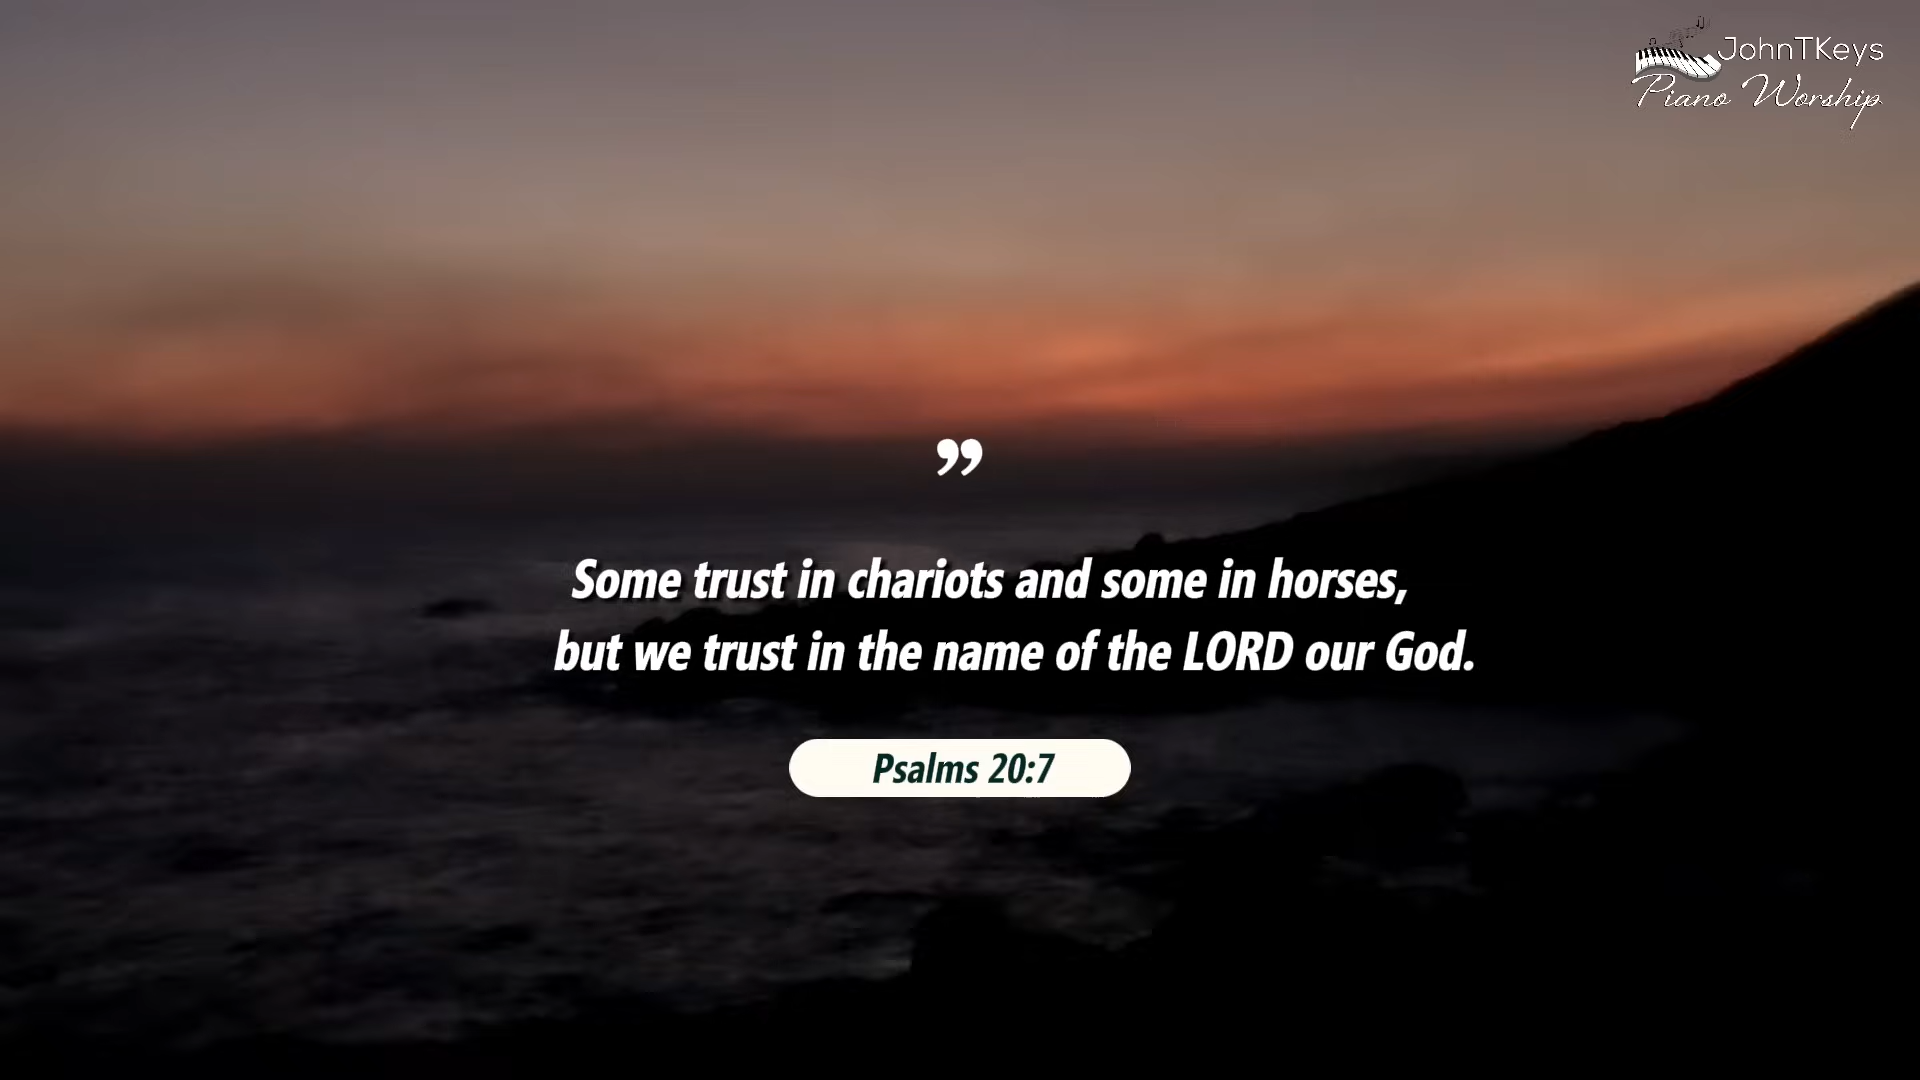 JohnTKeys
Piano Worship
”
Some trust in chariots and some in horses,
but we trust in the name of the LORD our God.
Psalms 20:7